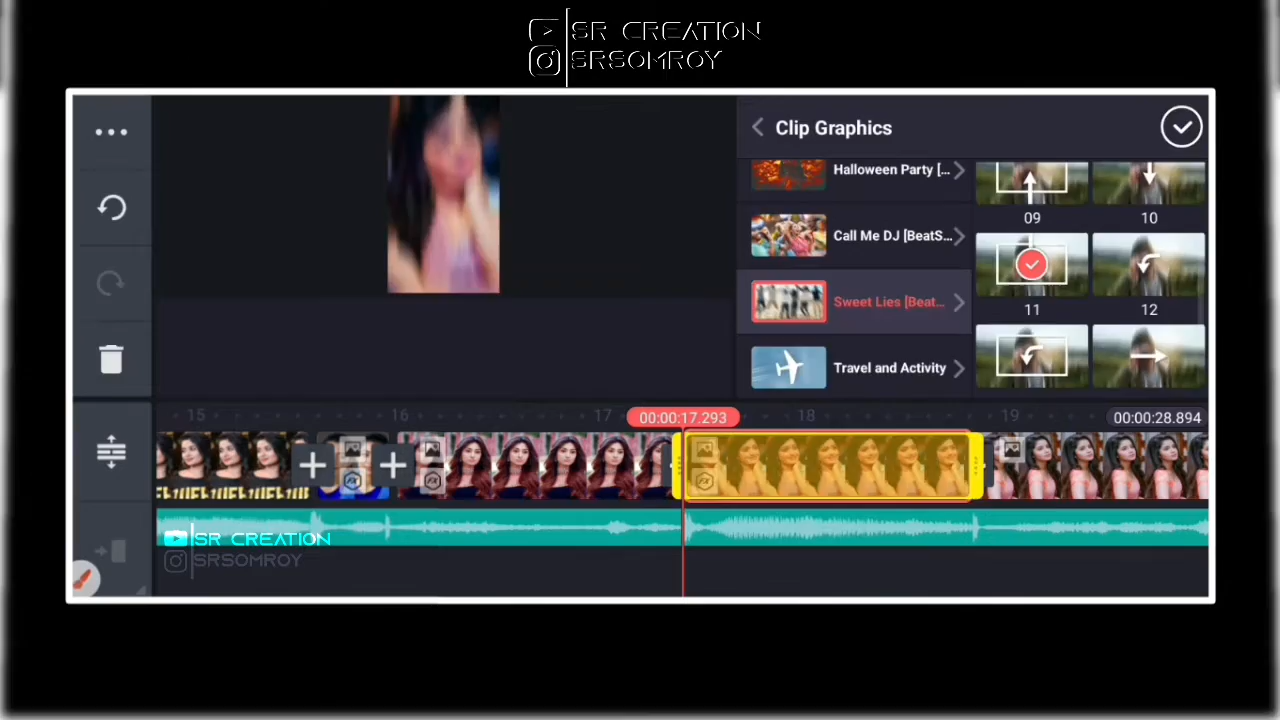 SR CREATION
SRSOMROY
Clip Graphics
Halloween Party [...
09
10
Call Me DJ [BeatS...
Sweet Lies [Beat...
11
12
Travel and Activity
15
16
17
00:00:17.293
18
19
00:00:28.894
SR CREATION
SRSOMROY